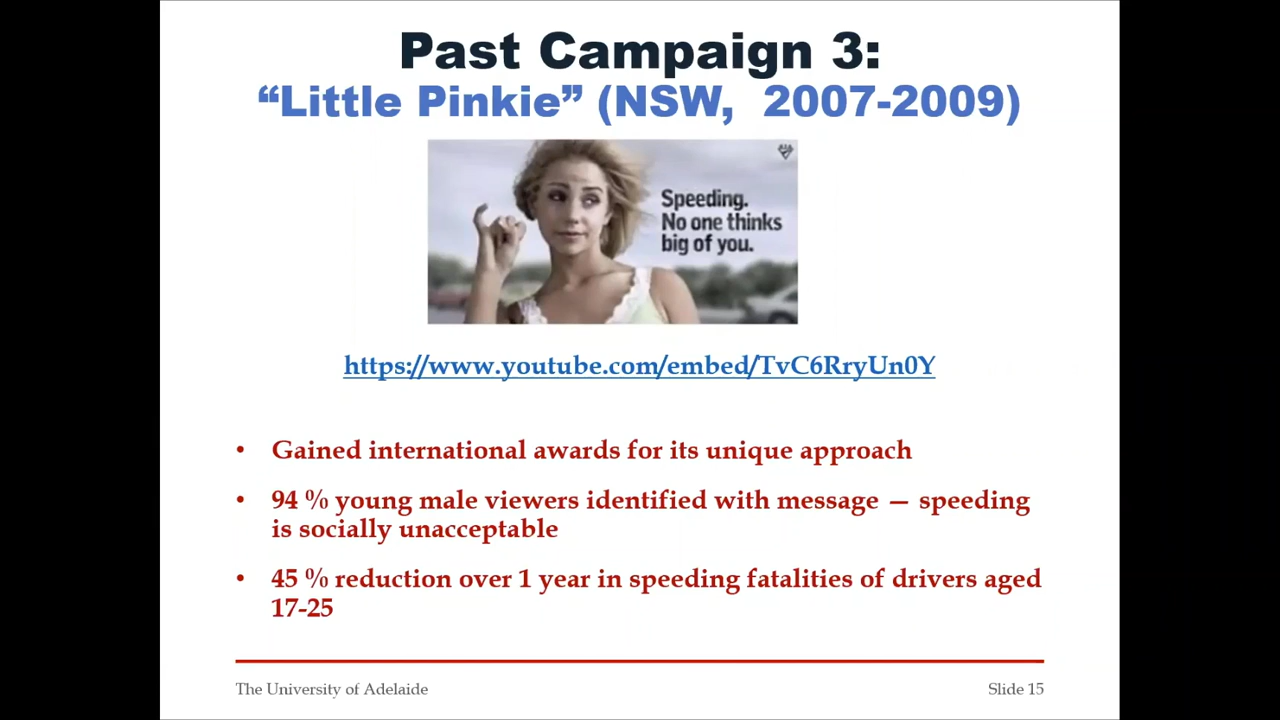 Past Campaign 3:
“Little Pinkie” (NSW, 2007-2009)
Speeding.
No one thinks
big of you.
https://www.youtube.com/embed/TvC6RryUn0Y
• Gained international awards for its unique approach
• 94 % young male viewers identified with message — speeding
is socially unacceptable
• 45 % reduction over 1 year in speeding fatalities of drivers aged
17-25
The University of Adelaide
Slide 15